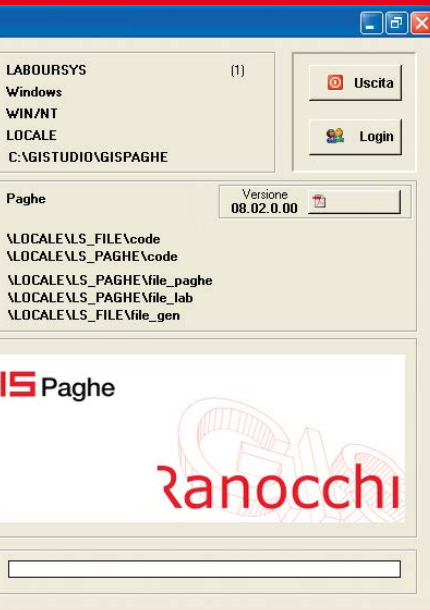 LABOURSYS (1)
Windows
WIN/NT
LOCALE
C:\GISTUDIO\GISPAGHE
Uscita
Login
Paghe
Versione
08.02.0.00
\LOCALE\LS_FILE\code
\LOCALE\LS_PAGHE\code
\LOCALE\LS_PAGHE\file_paghe
\LOCALE\LS_PAGHE\file_lab
\LOCALE\LS_FILE\file_gen
IS Paghe
Ranocchi